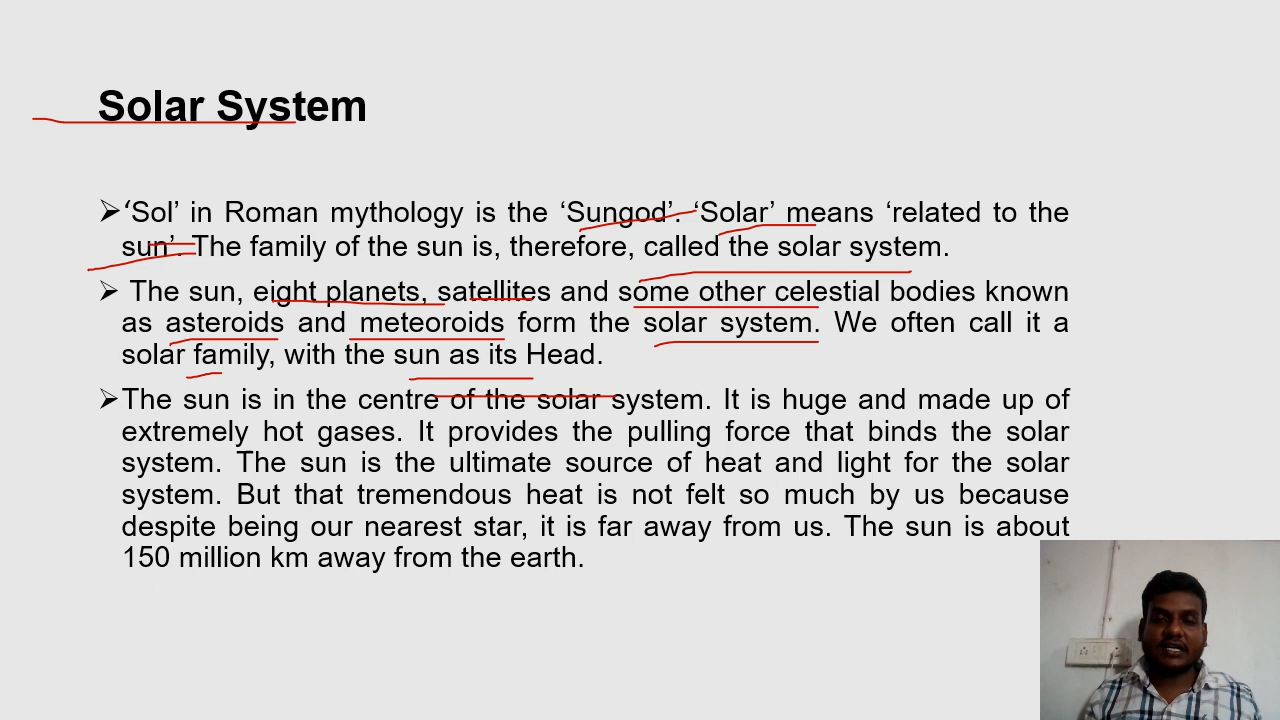 Solar System
➢‘Sol’ in Roman mythology is the ‘Sungod’. ‘Solar’ means ‘related to the
sun’. The family of the sun is, therefore, called the solar system.
➢ The sun, eight planets, satellites and some other celestial bodies known
as asteroids and meteoroids form the solar system. We often call it a
solar family, with the sun as its Head.
➢The sun is in the centre of the solar system. It is huge and made up of
extremely hot gases. It provides the pulling force that binds the solar
system. The sun is the ultimate source of heat and light for the solar
system. But that tremendous heat is not felt so much by us because
despite being our nearest star, it is far away from us. The sun is about
150 million km away from the earth.